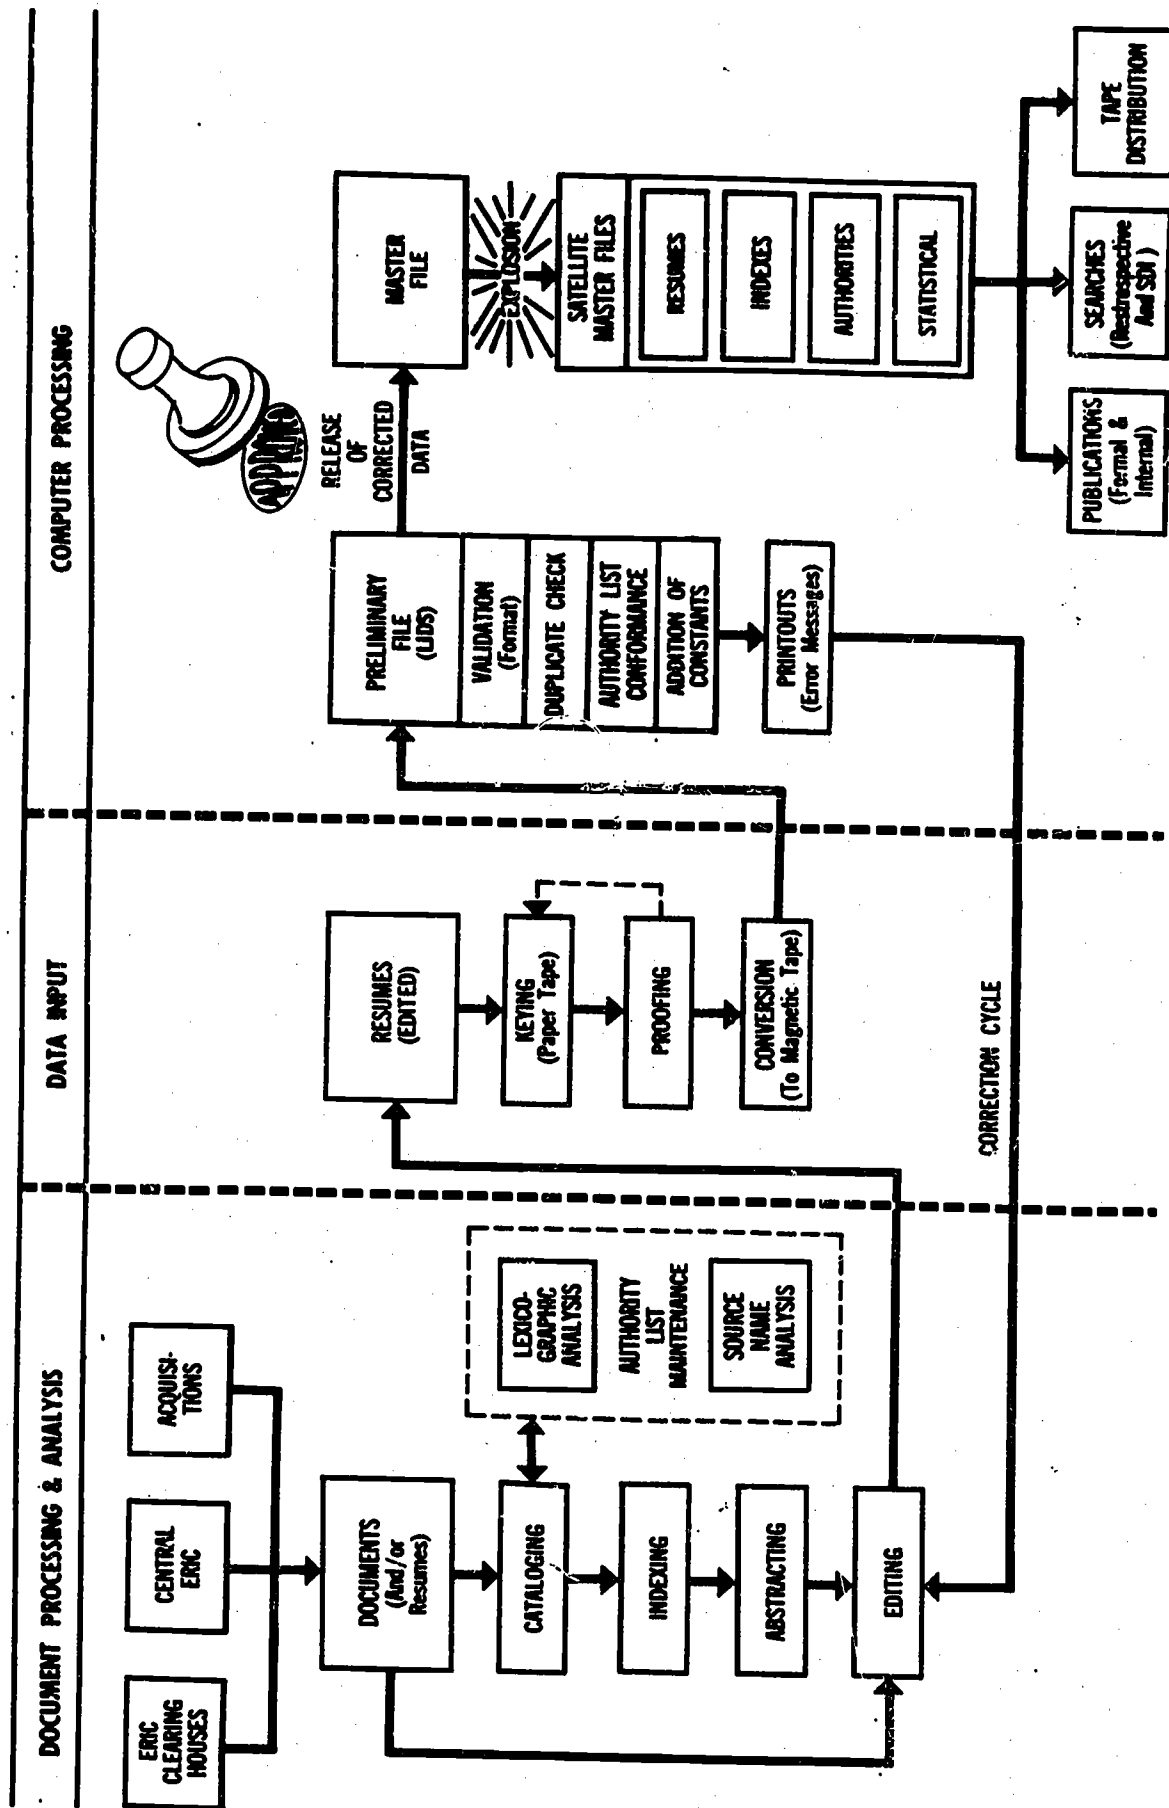 DOCUMENT PROCESSING & ANALYSIS
DATA INPUT
COMPUTER PROCESSING
ERIC
CLEARING
HOUSES
CENTRAL
ERIC
ACQUISI-
TIONS
DOCUMENTS
(And/or
Resumes)
CATALOGING
INDEXING
ABSTRACTING
EDITING
LEXICO-
GRAPHIC
ANALYSIS
AUTHORITY
LIST
MAINTENANCE
SOURCE
NAME
ANALYSIS
RESUMES
(EDITED)
KEYING
(Paper Tape)
PROOFING
CONVERSION
(To Magnetic Tape)
CORRECTION CYCLE
PRELIMINARY
FILE
(LIDS)
VALIDATION
(Format)
DUPLICATE CHECK
AUTHORITY LIST
CONFORMANCE
ADDITION OF
CONSTANTS
PRINTOUTS
(Error Messages)
RELEASE
OF
CORRECTED
DATA
MASTER
FILE
EXPLOSION
SATELLITE
MASTER FILES
RESUMES
INDEXES
AUTHORITIES
STATISTICAL
PUBLICATIONS
(Formal &
Internal)
SEARCHES
(Restrospective
And SDI)
TAPE
DISTRIBUTION